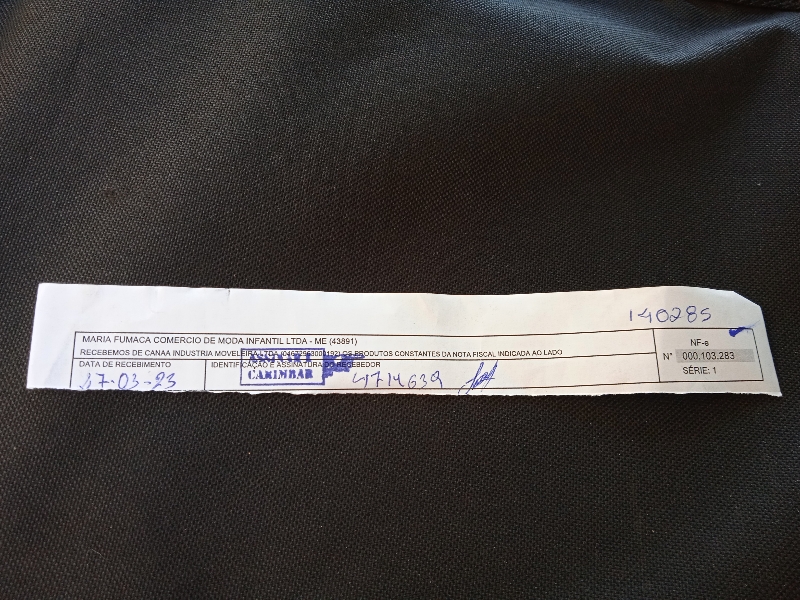 140285
MARIA FUMACA COMERCIO DE MODA INFANTIL LTDA - ME (43891)
RECEBEMOS DE CANAA INDUSTRIA MOVELEIRA LTDA OS PRODUTOS CONSTANTES DA NOTA FISCAL INDICADA AO LADO
NF-e
Nº 000.103.283
SÉRIE: 1
DATA DE RECEBIMENTO
IDENTIFICAÇÃO E ASSINATURA DO RECEBEDOR
-03-23
ASSINAR E
CARIMBAR
4714639